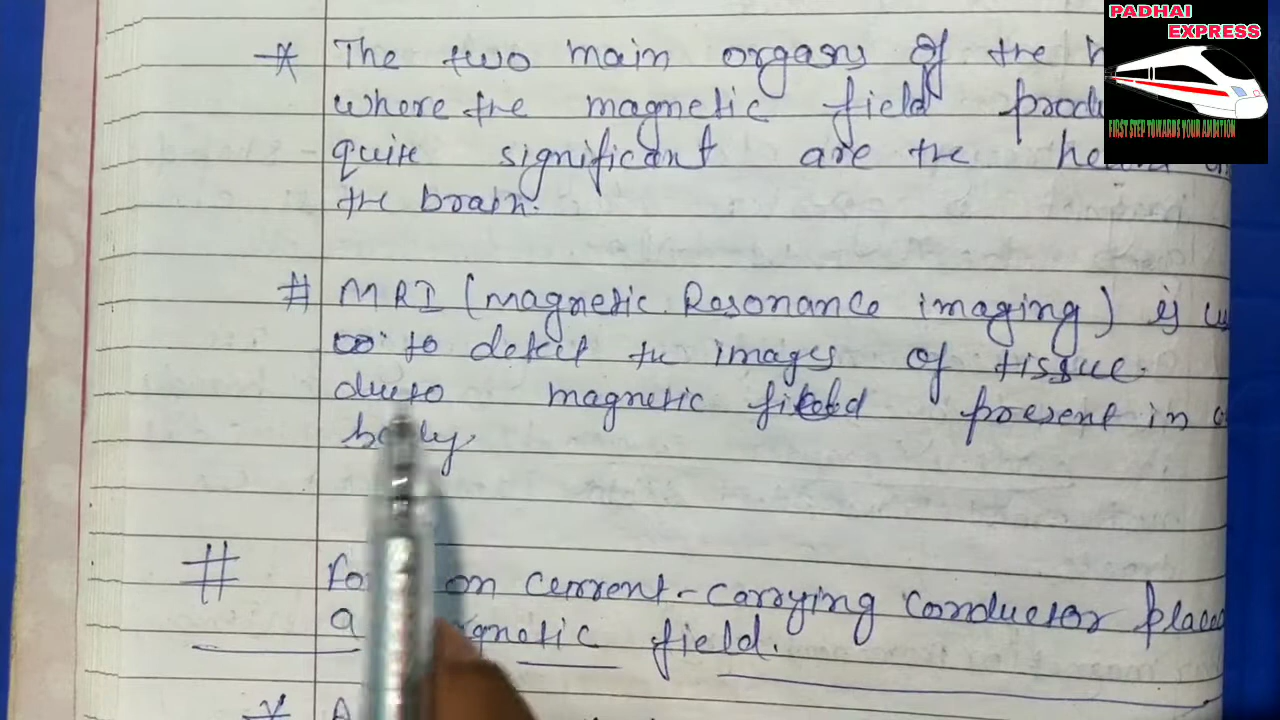 PADHAI
EXPRESS
FIRST STEP TOWARDS YOUR AMBITION
* The two main organs of the
where the magnetic field
quite significant are the
the brain.
# MRI (Magnetic Resonance imaging) is
to detect the images of tissue.
due to magnetic field present in
body.
# on current-carrying conductor placed
a field.